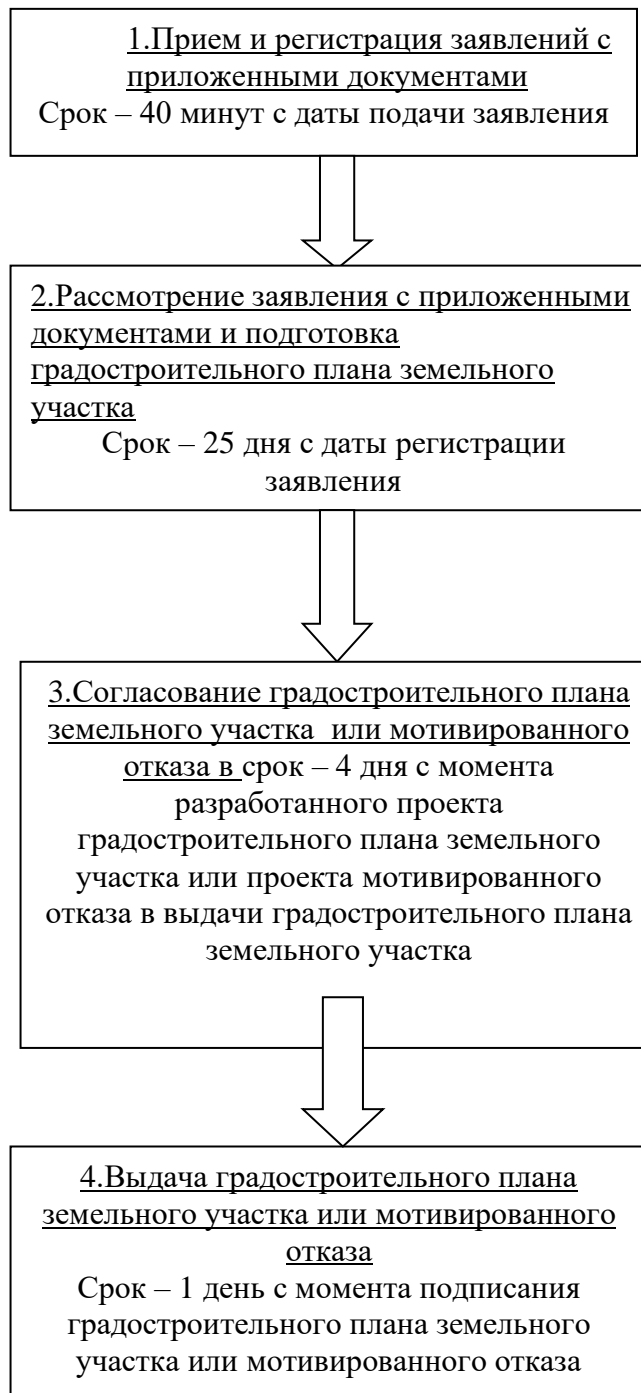 1.Прием и регистрация заявлений с
приложенными документами
Срок – 40 минут с даты подачи заявления
2.Рассмотрение заявления с приложенными
документами и подготовка
градостроительного плана земельного
участка
Срок – 25 дня с даты регистрации
заявления
3.Согласование градостроительного плана
земельного участка  или мотивированного
отказа в срок – 4 дня с момента
разработанного проекта
градостроительного плана земельного
участка или проекта мотивированного
отказа в выдачи градостроительного плана
земельного участка
4.Выдача градостроительного плана
земельного участка или мотивированного
отказа
Срок – 1 день с момента подписания
градостроительного плана земельного
участка или мотивированного отказа